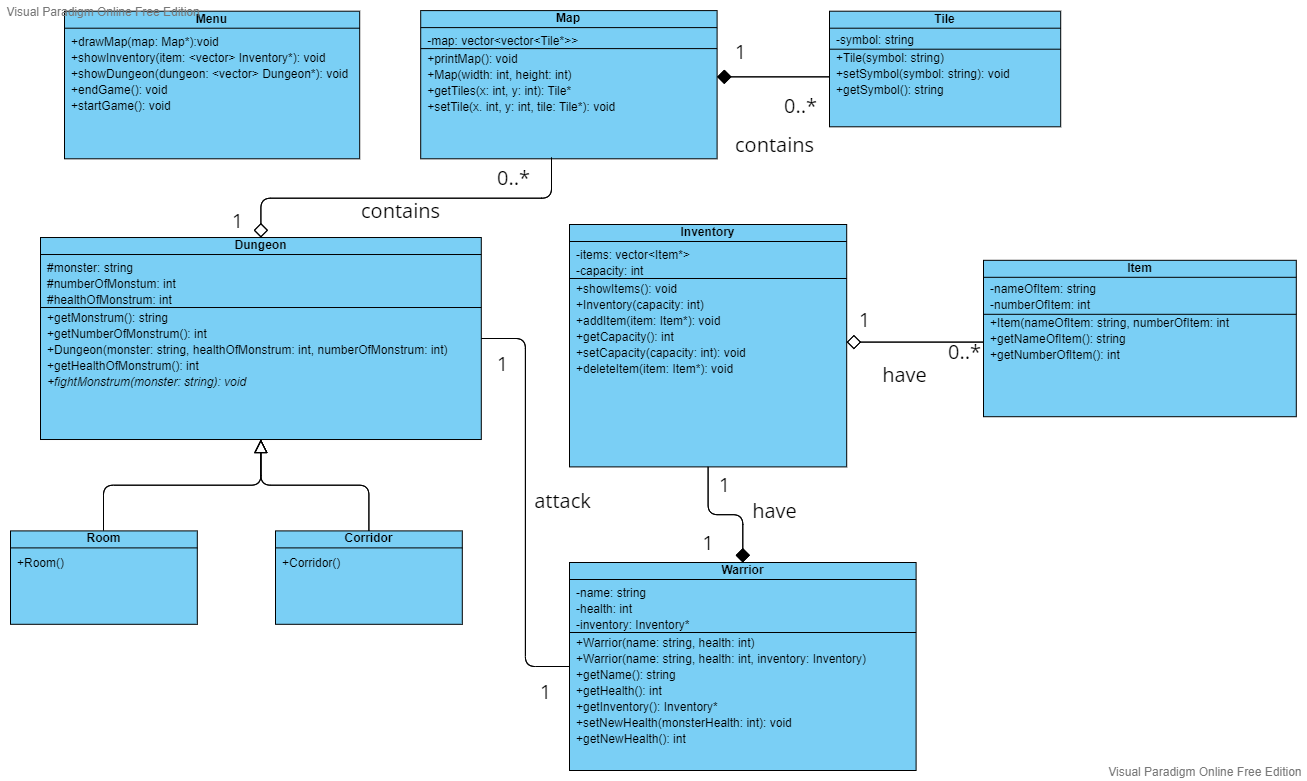 Visual Paradigm Online Free Edition
Menu
+drawMap(map: Map*):void
+showInventory(item: <vector> Inventory*): void
+showDungeon(dungeon: <vector> Dungeon*): void
+endGame(): void
+startGame(): void
Map
-map: vector<vector<Tile*>>
+printMap(): void
+Map(width: int, height: int)
+getTiles(x: int, y: int): Tile*
+setTile(x. int, y: int, tile: Tile*): void
1
0..*
contains
Tile
-symbol: string
+Tile(symbol: string)
+setSymbol(symbol: string): void
+getSymbol(): string
0..*
contains
1
Dungeon
#monster: string
#numberOfMonstum: int
#healthOfMonstrum: int
+getMonstrum(): string
+getNumberOfMonstrum(): int
+Dungeon(monster: string, healthOfMonstrum: int, numberOfMonstrum: int)
+getHealthOfMonstrum(): int
+fightMonstrum(monster: string): void
Inventory
-items: vector<Item*>
-capacity: int
+showItems(): void
+Inventory(capacity: int)
+addItem(item: Item*): void
+getCapacity(): int
+setCapacity(capacity: int): void
+deleteItem(item: Item*): void
1
0..*
have
Item
-nameOfItem: string
-numberOfItem: int
+Item(nameOfItem: string, numberOfItem: int
+getNameOfItem(): string
+getNumberOfItem(): int
1
attack
1
1
have
1
Room
+Room()
Corridor
+Corridor()
Warrior
-name: string
-health: int
-inventory: Inventory*
+Warrior(name: string, health: int)
+Warrior(name: string, health: int, inventory: Inventory)
+getName(): string
+getHealth(): int
+getInventory(): Inventory*
+setNewHealth(monsterHealth: int): void
+getNewHealth(): int
Visual Paradigm Online Free Edition